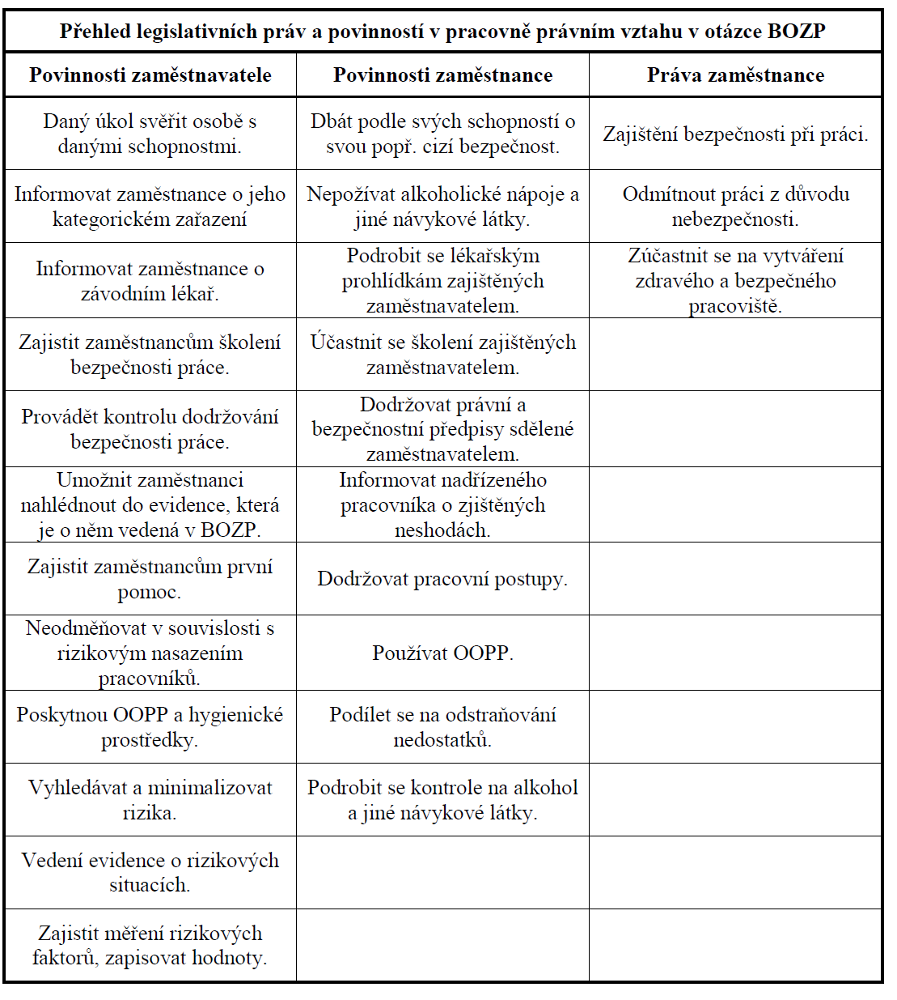 Přehled legislativních práv a povinností v pracovně právním vztahu v otázce BOZP
Povinnosti zaměstnavatele
Povinnosti zaměstnance
Práva zaměstnance
Daný úkol svěřit osobě s
danými schopnostmi.
Dbát podle svých schopností o
svou popř. cizí bezpečnost.
Zajištění bezpečnosti při práci.
Informovat zaměstnance o jeho
kategorickém zařazení
Nepožívat alkoholické nápoje a
jiné návykové látky.
Odmítnout práci z důvodu
nebezpečnosti.
Informovat zaměstnance o
závodním lékař.
Podrobit se lékařským
prohlídkám zajištěných
zaměstnavatelem.
Zúčastnit se na vytváření
zdravého a bezpečného
pracoviště.
Zajistit zaměstnancům školení
bezpečnosti práce.
Účastnit se školení zajištěných
zaměstnavatelem.
Provádět kontrolu dodržování
bezpečnosti práce.
Dodržovat právní a
bezpečnostní předpisy sdělené
zaměstnavatelem.
Umožnit zaměstnanci
nahlédnout do evidence, která
je o něm vedená v BOZP.
Informovat nadřízeného
pracovníka o zjištěných
neshodách.
Zajistit zaměstnancům první
pomoc.
Dodržovat pracovní postupy.
Neodměňovat v souvislosti s
rizikovým nasazením
pracovníků.
Používat OOPP.
Poskytnou OOPP a hygienické
prostředky.
Podílet se na odstraňování
nedostatků.
Vyhledávat a minimalizovat
rizika.
Podrobit se kontrole na alkohol
a jiné návykové látky.
Vedení evidence o rizikových
situacích.
Zajistit měření rizikových
faktorů, zapisovat hodnoty.